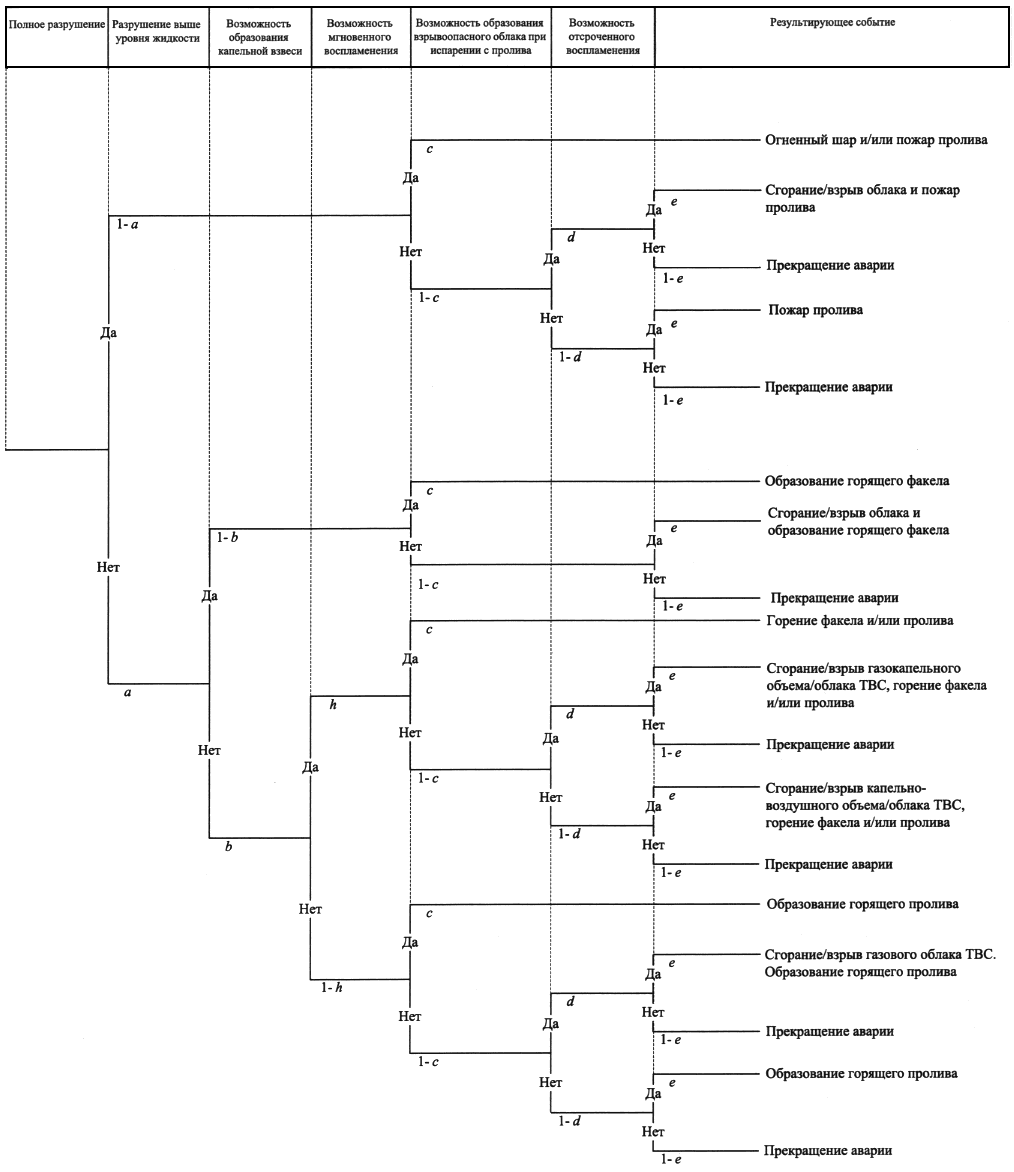 Полное разрушение
Разрушение выше
уровня жидкости
Возможность
образования
капельной взвеси
Возможность
мгновенного
воспламенения
Возможность образования
взрывоопасного облака при
испарении с пролива
Возможность
отсроченного
воспламенения
Результирующее событие
c
Огненный шар и/или пожар пролива
Да
e
Сгорание/взрыв облака и пожар
пролива
Да
1- a
d
Нет
Нет
Да
Прекращение аварии
1- e
1- c
Пожар пролива
Нет
Да
e
Да
1- d
Нет
Прекращение аварии
1- e
Образование горящего факела
c
Да
Сгорание/взрыв облака и
образование горящего факела
e
1- b
Да
Нет
Нет
Нет
1- c
Да
Прекращение аварии
1- e
Горение факела и/или пролива
c
Да
Сгорание/взрыв газокапельного
объема/облака ТВС, горение факела
и/или пролива
e
Да
a
h
d
Нет
Нет
Нет
Да
Прекращение аварии
1- e
Да
1- c
Сгорание/взрыв капельно-
воздушного объема/облака ТВС,
горение факела и/или пролива
e
Нет
Да
1- d
b
Нет
Прекращение аварии
1- e
Нет
Образование горящего пролива
c
Да
Сгорание/взрыв газового облака ТВС.
Образование горящего пролива
e
Да
1- h
d
Нет
Нет
Да
Прекращение аварии
1- e
1- c
Образование горящего пролива
Нет
e
Да
1- d
Нет
Прекращение аварии
1- e